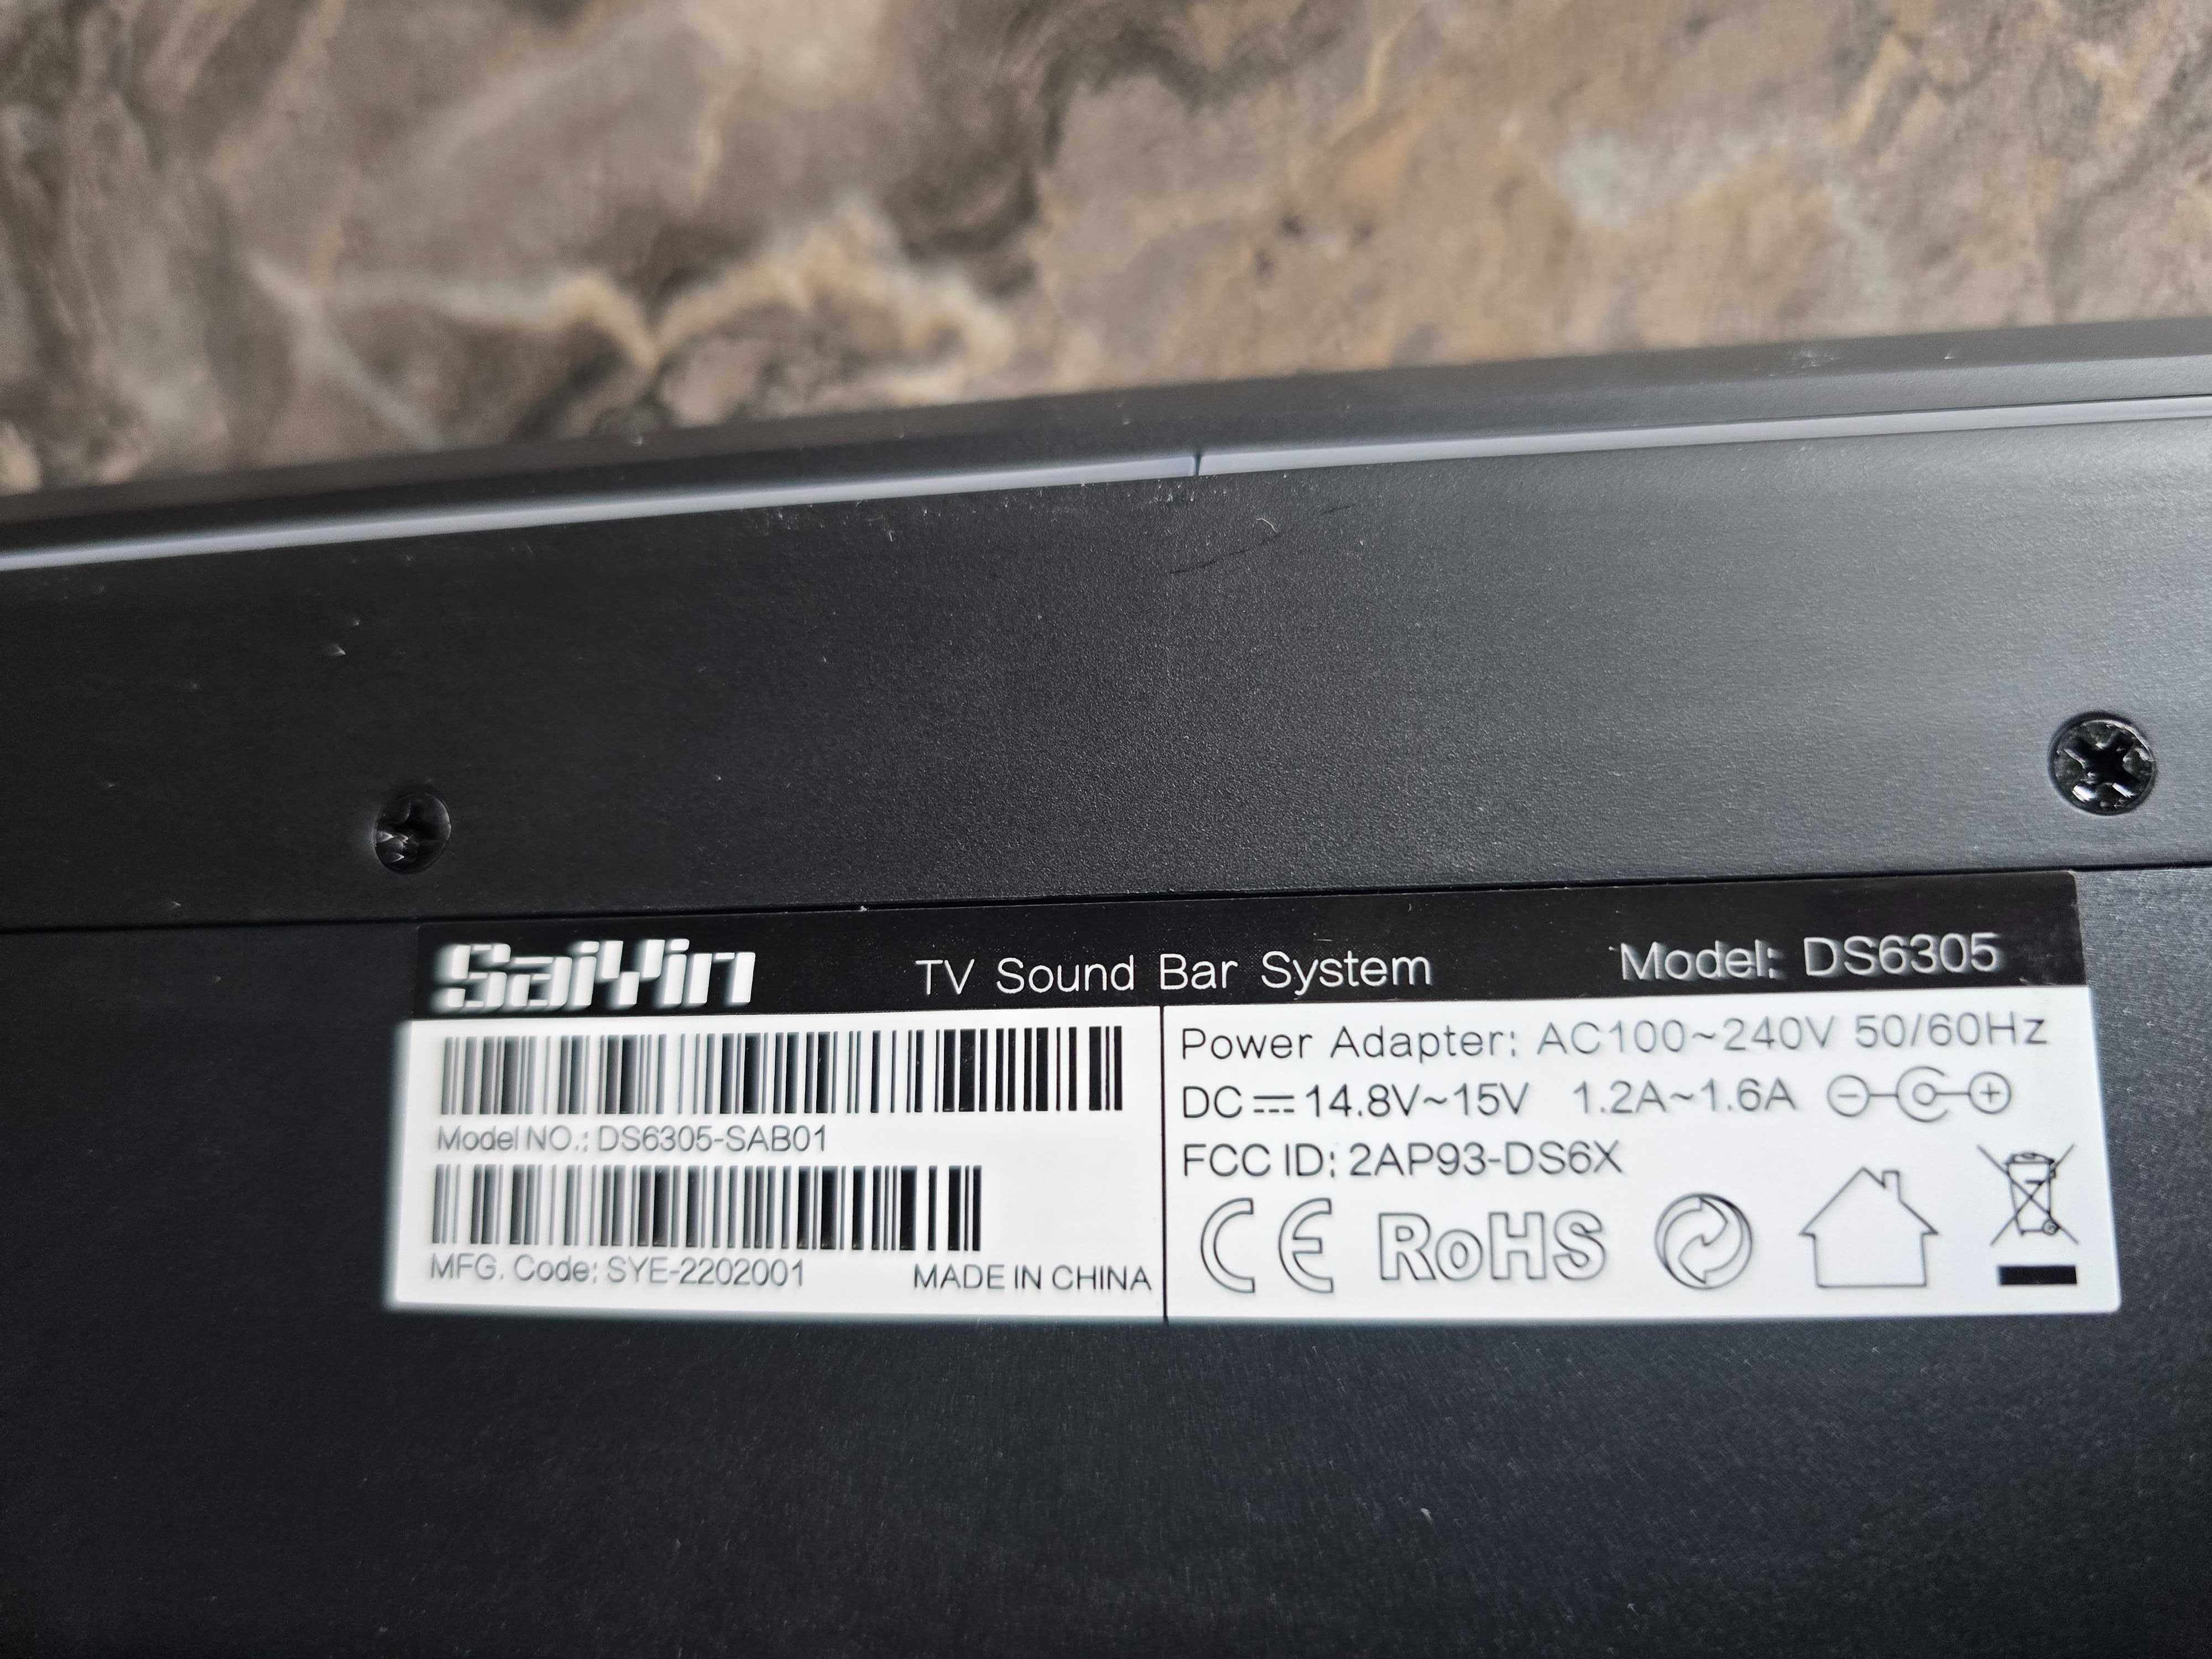 SaiYin TV Sound Bar System Model: DS6305
Model NO.: DS6305-SAB01
MFG. Code: SYE-2202001 MADE IN CHINA
Power Adapter: AC100~240V 50/60Hz
DC⎓14.8V~15V 1.2A~1.6A
FCC ID: 2AP93-DS6X
CE RoHS